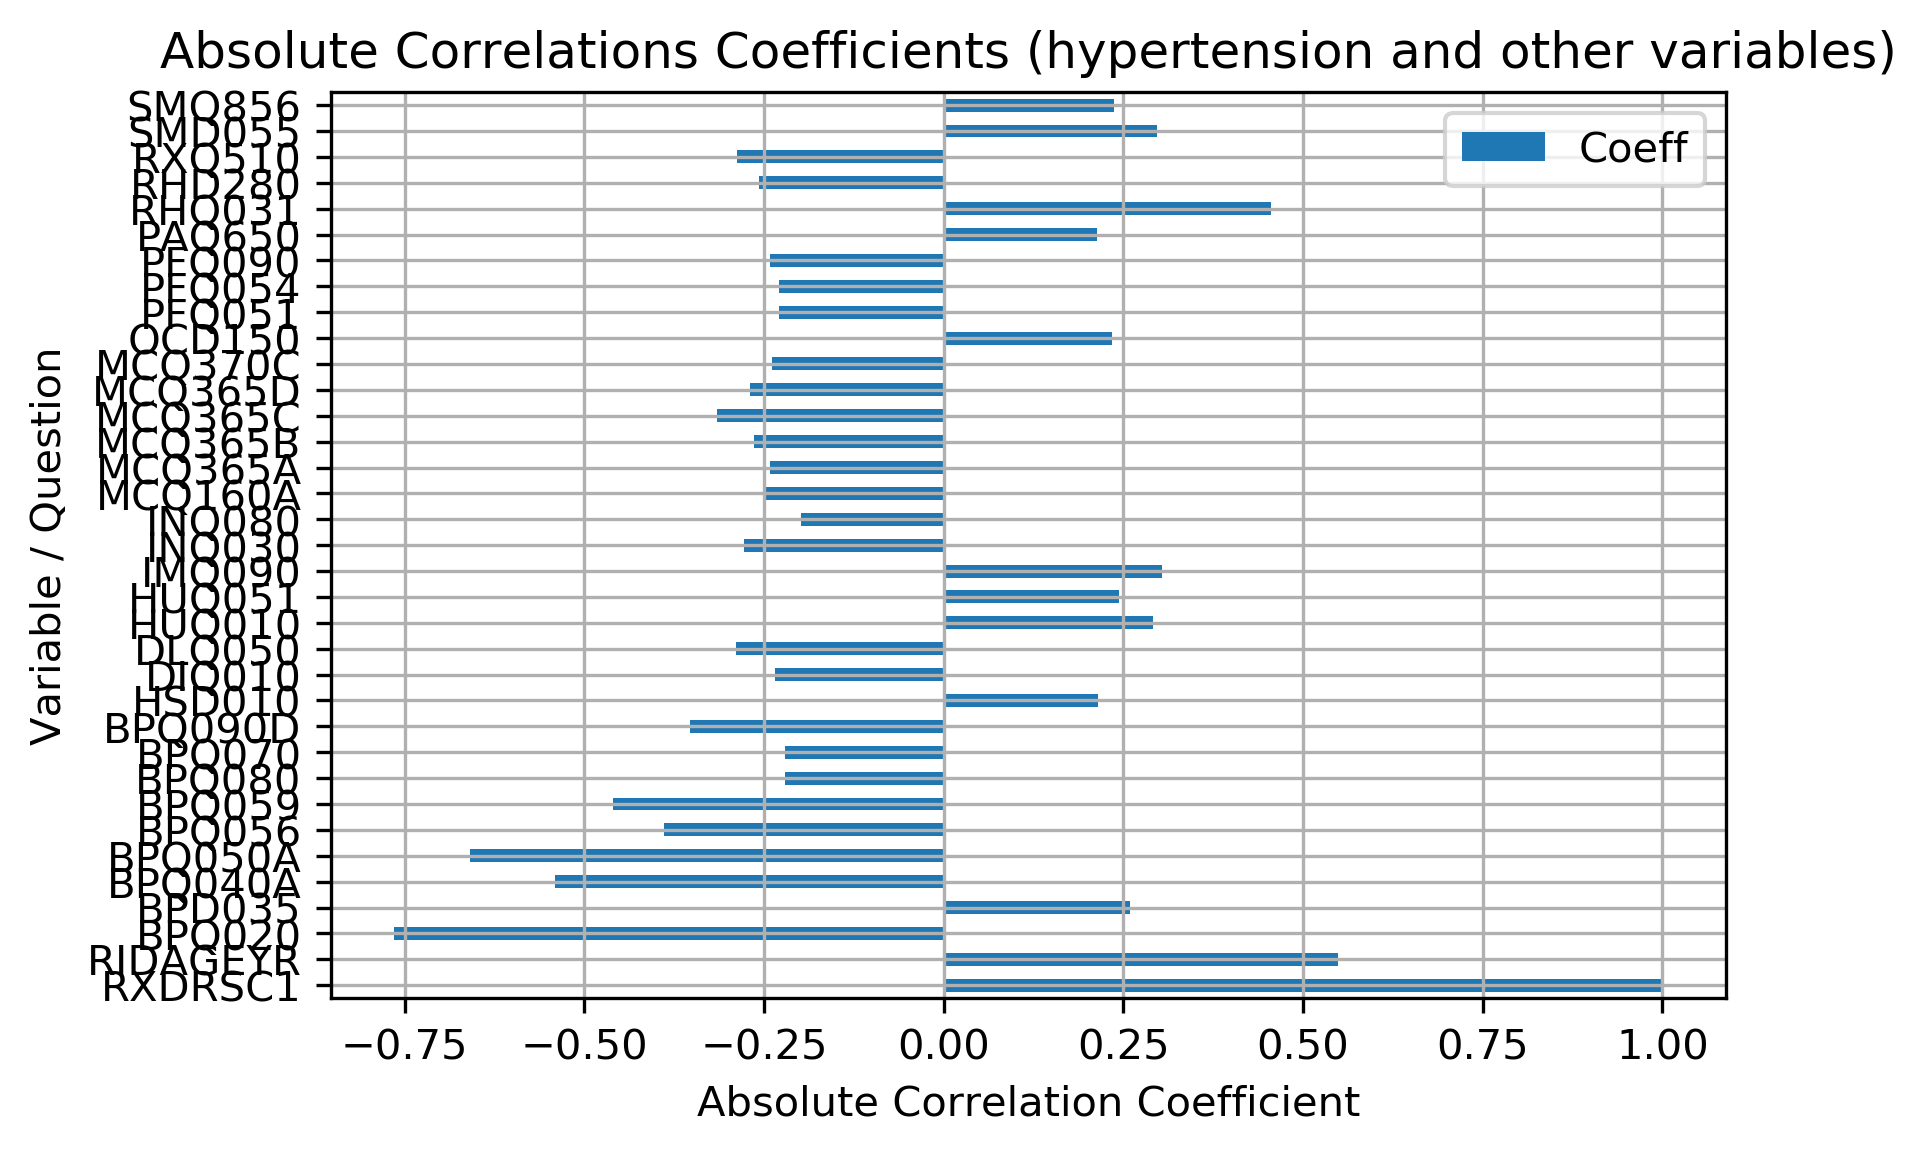 Absolute Correlations Coefficients (hypertension and other variables)
SMQ856
SMD055
RXQ510
RHD280
RHQ031
PAQ650
PFQ090
PFQ054
PFQ051
OCD150
MCQ370C
MCQ365D
MCQ365C
MCQ365B
MCQ365A
MCQ160A
INQ080
INQ030
IMQ090
HUQ051
HUQ010
DLQ050
DIQ010
HSD010
BPQ090D
BPQ070
BPQ080
BPQ059
BPQ056
BPQ050A
BPQ040A
BPD035
BPQ020
RIDAGEYR
RXDRSC1
Variable / Question
Coeff
−0.75 −0.50 −0.25 0.00 0.25 0.50 0.75 1.00
Absolute Correlation Coefficient